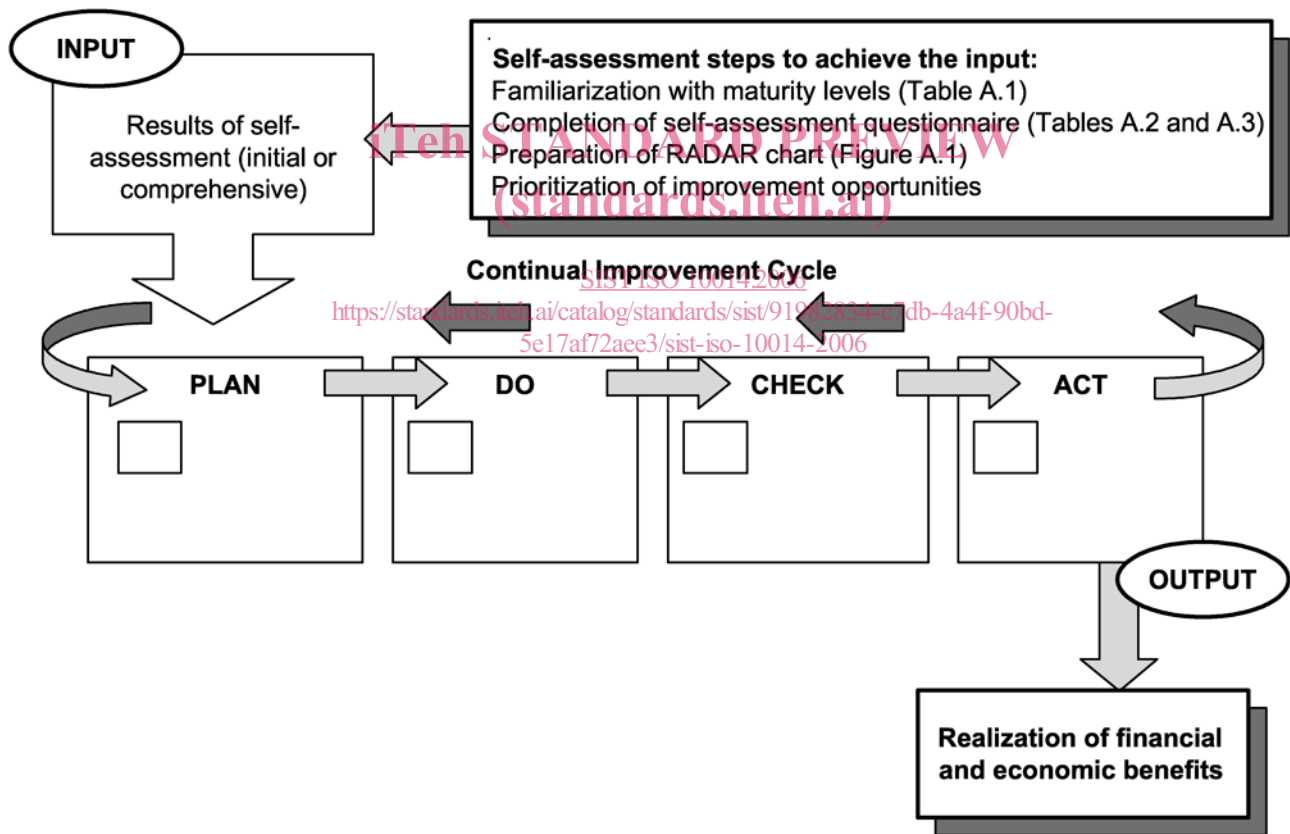 INPUT
Results of self-
assessment (initial or
comprehensive)
Self-assessment steps to achieve the input:
Familiarization with maturity levels (Table A.1)
Completion of self-assessment questionnaire (Tables A.2 and A.3)
Preparation of RADAR chart (Figure A.1)
Prioritization of improvement opportunities
iTeh STANDARD PREVIEW
(standards.iteh.ai)
Continual Improvement Cycle
SIST ISO 10014:2006
https://standards.iteh.ai/catalog/standards/sist/91982834-c7db-4a4f-90bd-
5e17af72aee3/sist-iso-10014-2006
PLAN
DO
CHECK
ACT
OUTPUT
Realization of financial
and economic benefits